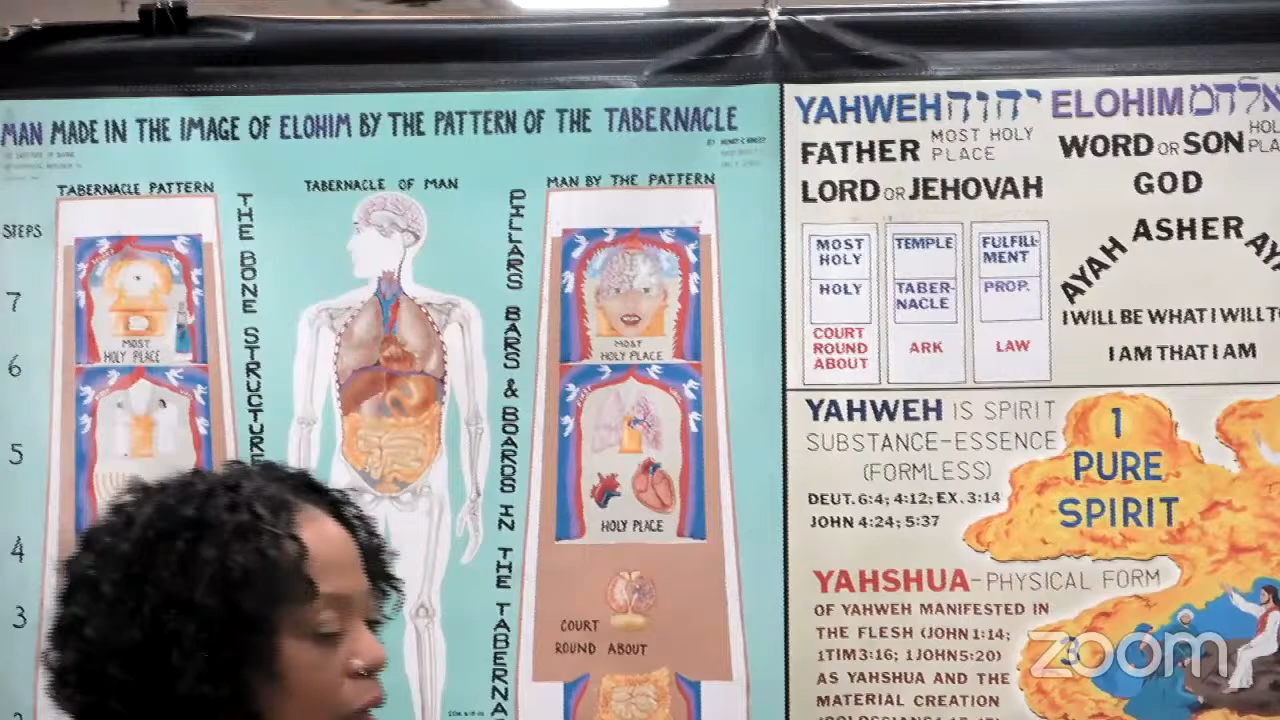 MAN MADE IN THE IMAGE OF ELOHIM BY THE PATTERN OF THE TABERNACLE
TABERNACLE PATTERN
TABERNACLE OF MAN
MAN BY THE PATTERN
STEPS
7
6
5
4
3
THE BONE STRUCTURE
PILLARS BARS & BOARDS IN THE TABERNA
MOST
HOLY PLACE
MOST
HOLY PLACE
HOLY PLACE
COURT
ROUND ABOUT
YAHWEH יהוה ELOHIM
FATHER MOST HOLY PLACE
WORD OR SON
LORD OR JEHOVAH
GOD
MOST HOLY
HOLY
COURT ROUND ABOUT
TEMPLE
TABER-
NACLE
ARK
FULFILL-
MENT
PROP.
LAW
AYAH ASHER AY
I WILL BE WHAT I WILL T
I AM THAT I AM
YAHWEH IS SPIRIT
SUBSTANCE-ESSENCE
(FORMLESS)
DEUT. 6:4; 4:12; EX. 3:14
JOHN 4:24; 5:37
1
PURE
SPIRIT
YAHSHUA-PHYSICAL FORM
OF YAHWEH MANIFESTED IN
THE FLESH (JOHN 1:14;
1TIM 3:16; 1JOHN 5:20)
AS YAHSHUA AND THE
MATERIAL CREATION
3
zoom